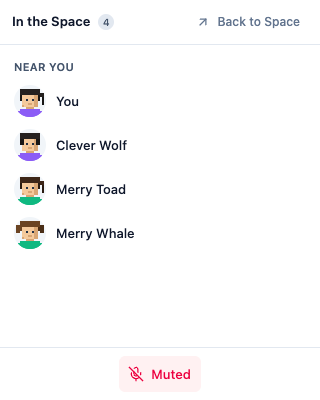 In the Space 4 Back to Space
NEAR YOU
You
Clever Wolf
Merry Toad
Merry Whale
Muted